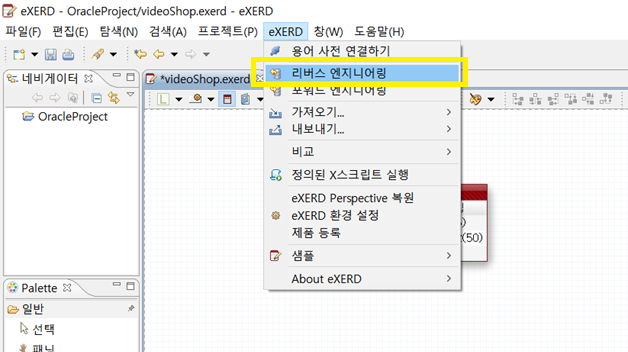 eXERD - OracleProject/videoShop.exerd - eXERD
파일(F) 편집(E) 탐색(N) 검색(A) 프로젝트(P) eXERD 창(W) 도움말(H)
용어 사전 연결하기
리버스 엔지니어링
포워드 엔지니어링
가져오기...
내보내기...
비교
정의된 X스크립트 실행
eXERD Perspective 복원
eXERD 환경 설정
제품 등록
샘플
About eXERD
네비게이터
OracleProject
*videoShop.exerd
(50)
Palette
일반
선택
패닝